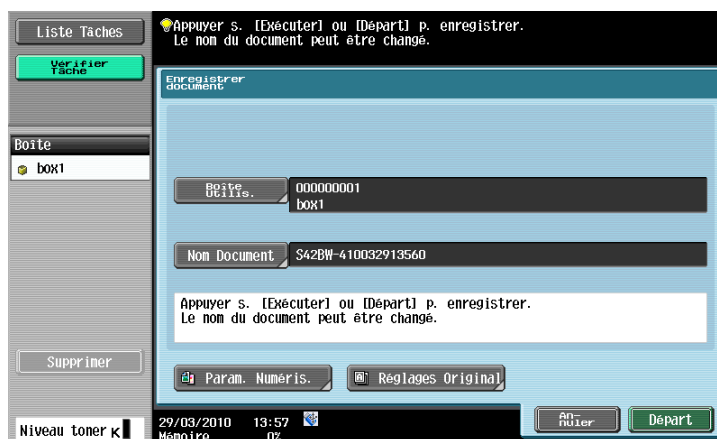 Liste Tâches
Vérifier
Tâche
Boîte
box1
Supprimer
Niveau toner K
Appuyer s. [Exécuter] ou [Départ] p. enregistrer.
Le nom du document peut être changé.
Enregistrer
document
Boîte
Utilis.
000000001
box1
Nom Document
S42BW-410032913560
Appuyer s. [Exécuter] ou [Départ] p. enregistrer.
Le nom du document peut être changé.
Param. Numéris.
Réglages Original
29/03/2010 13:57
Mémoire 0%
An-
nuler
Départ